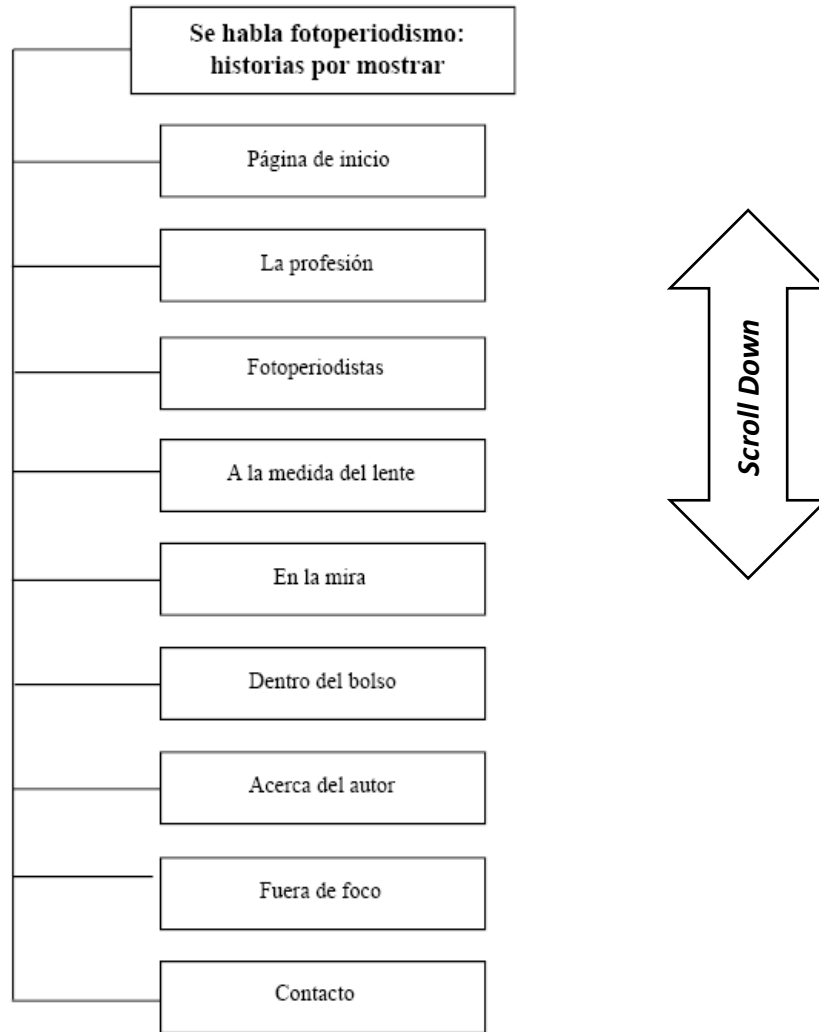 Se habla fotoperiodismo:
historias por mostrar
Página de inicio
La profesión
Fotoperiodistas
A la medida del lente
En la mira
Dentro del bolso
Acerca del autor
Fuera de foco
Contacto
Scroll Down